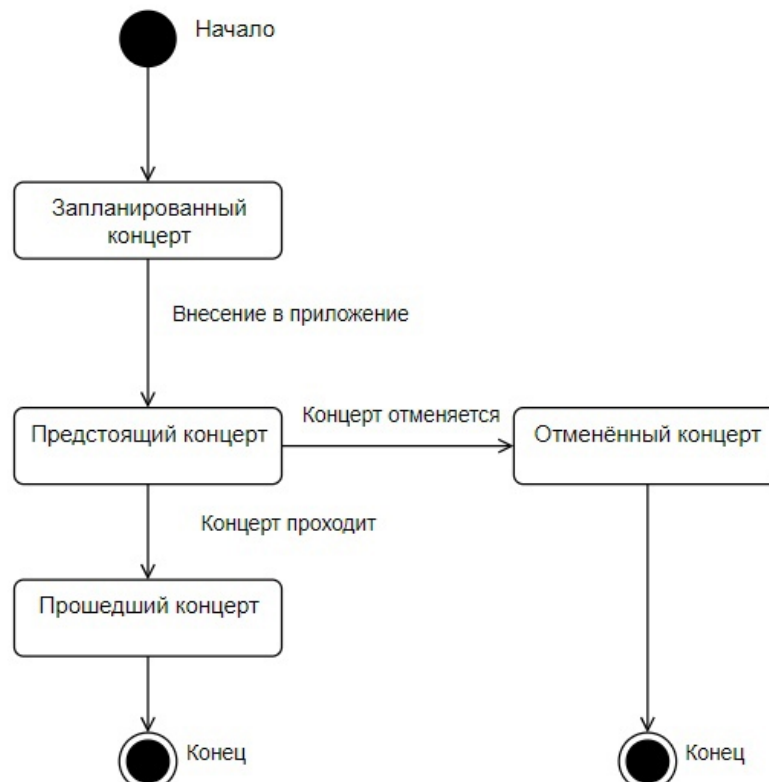 Начало
Запланированный
концерт
Внесение в приложение
Концерт отменяется
Предстоящий концерт
Отменённый концерт
Концерт проходит
Прошедший концерт
Конец
Конец